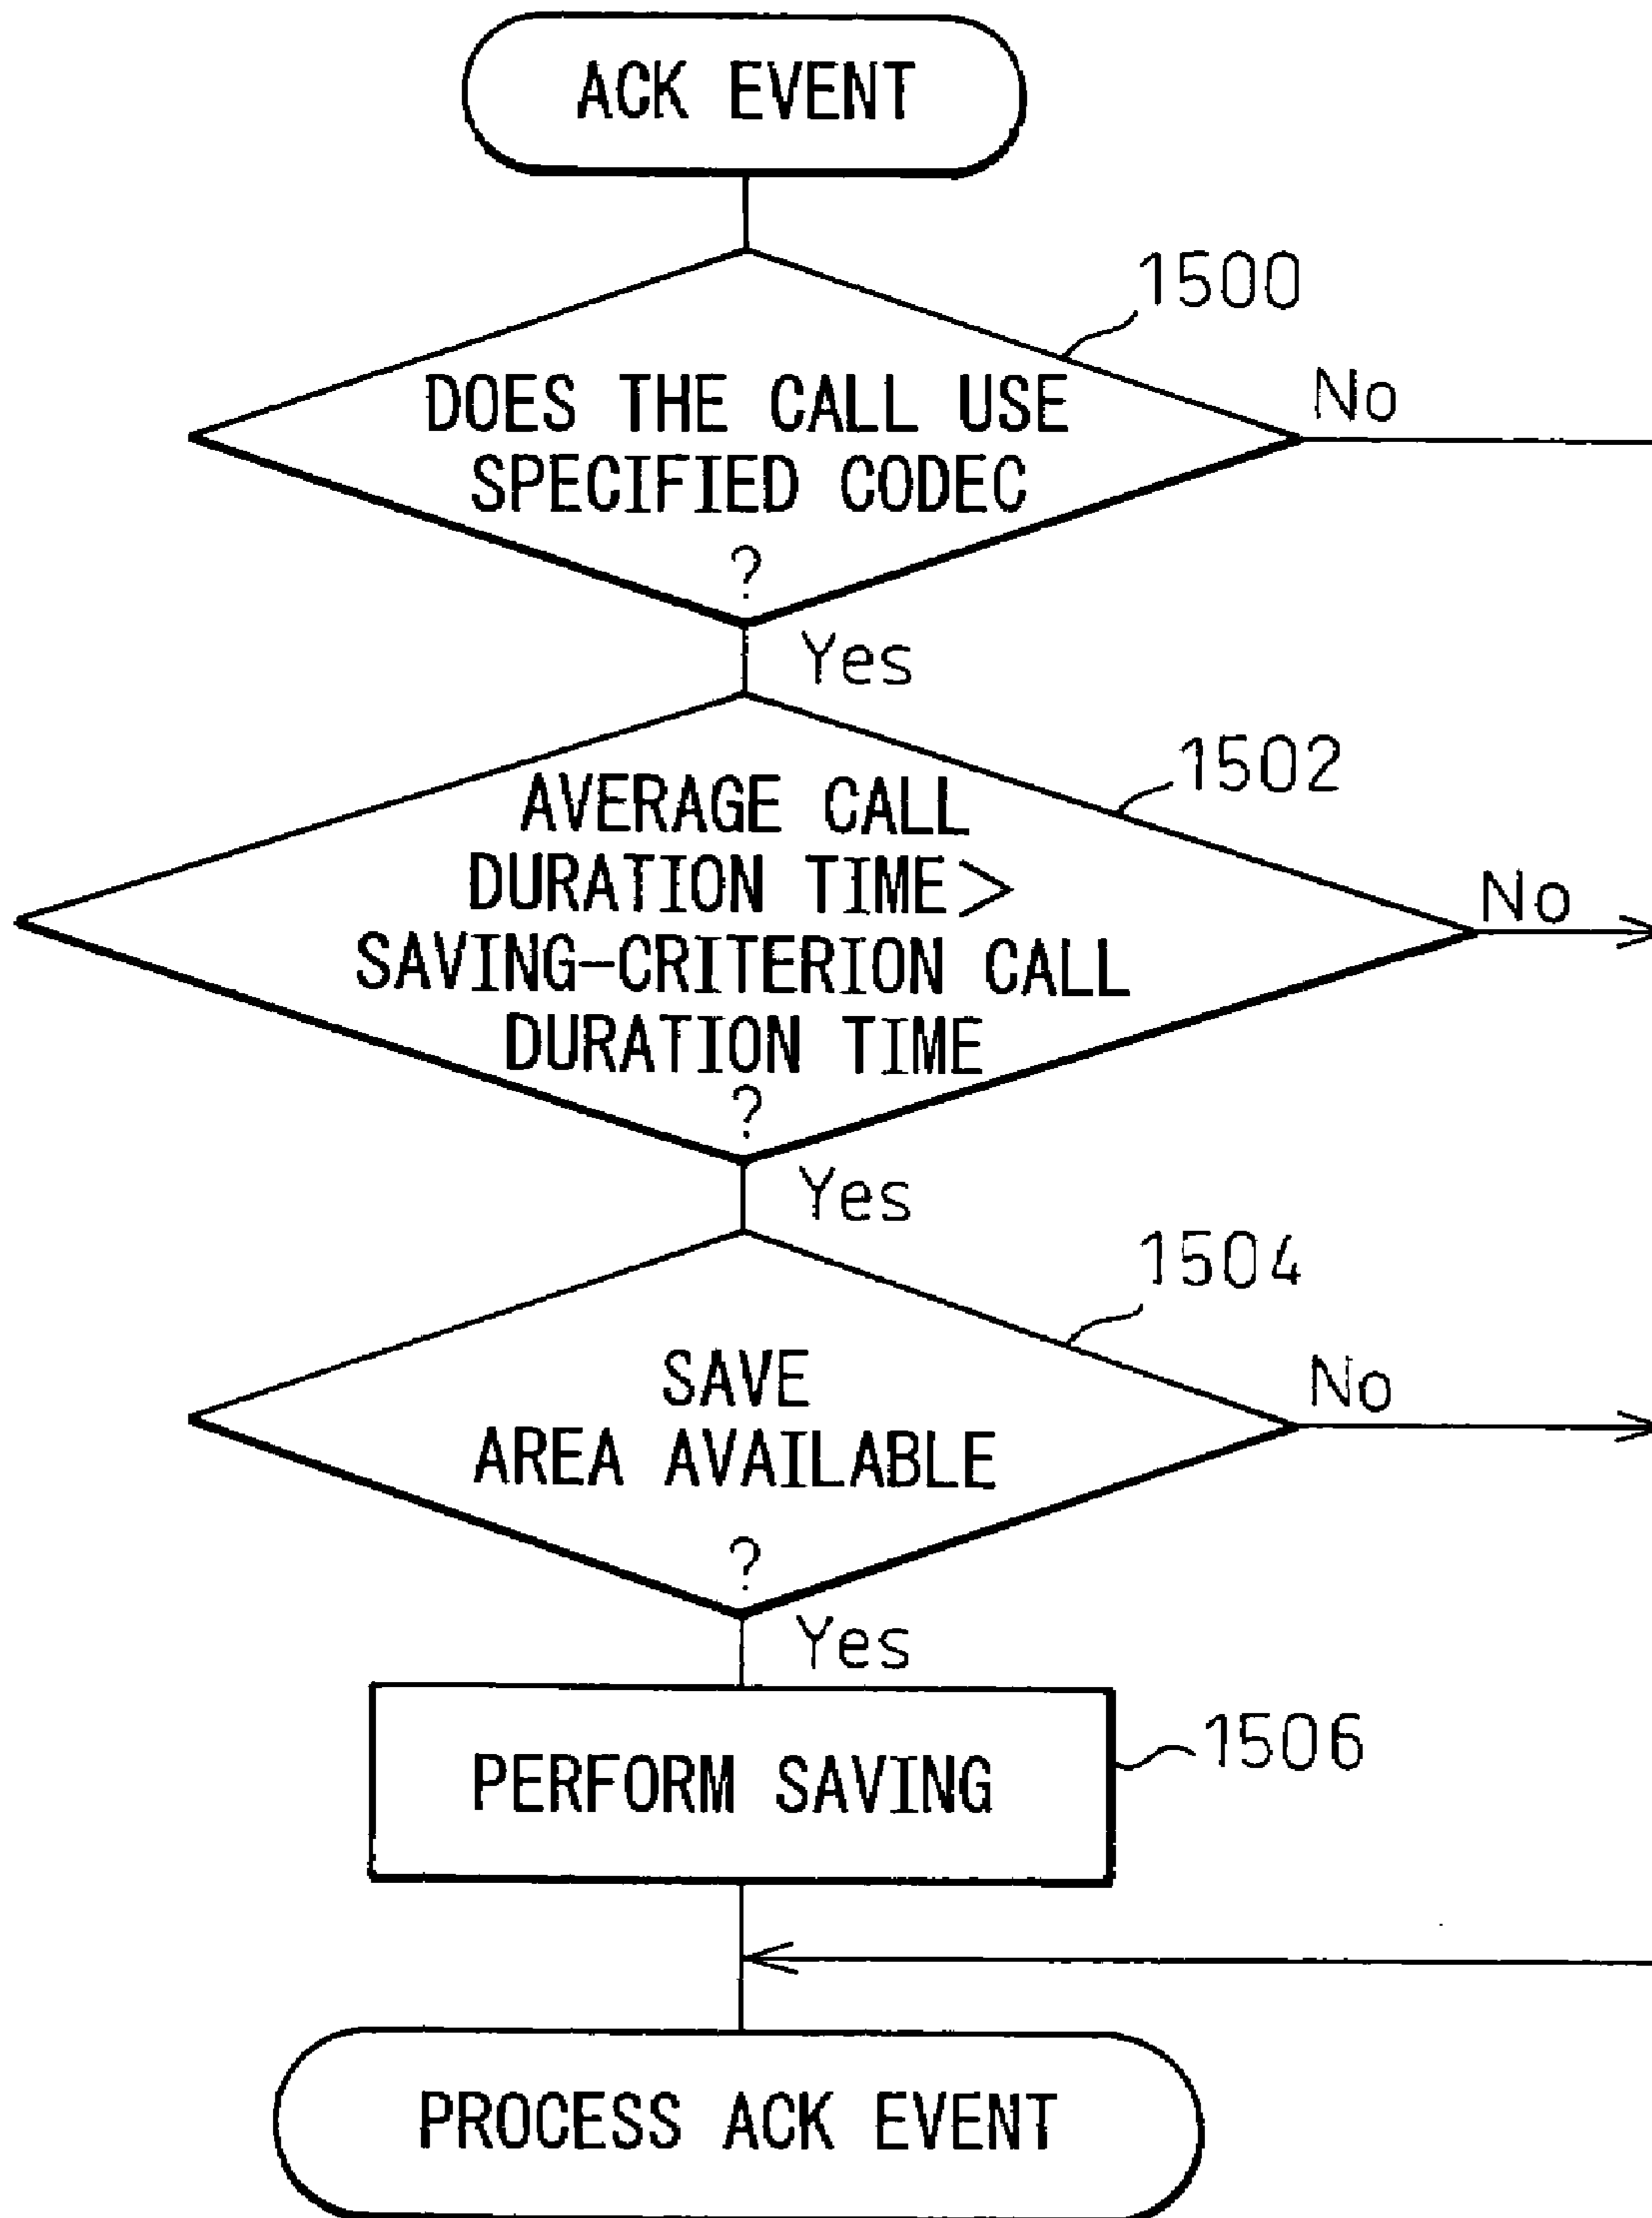 ACK EVENT
1500
DOES THE CALL USE
SPECIFIED CODEC
?
No
Yes
1502
AVERAGE CALL
DURATION TIME>
SAVING-CRITERION CALL
DURATION TIME
?
No
Yes
1504
SAVE
AREA AVAILABLE
?
No
Yes
PERFORM SAVING
1506
PROCESS ACK EVENT